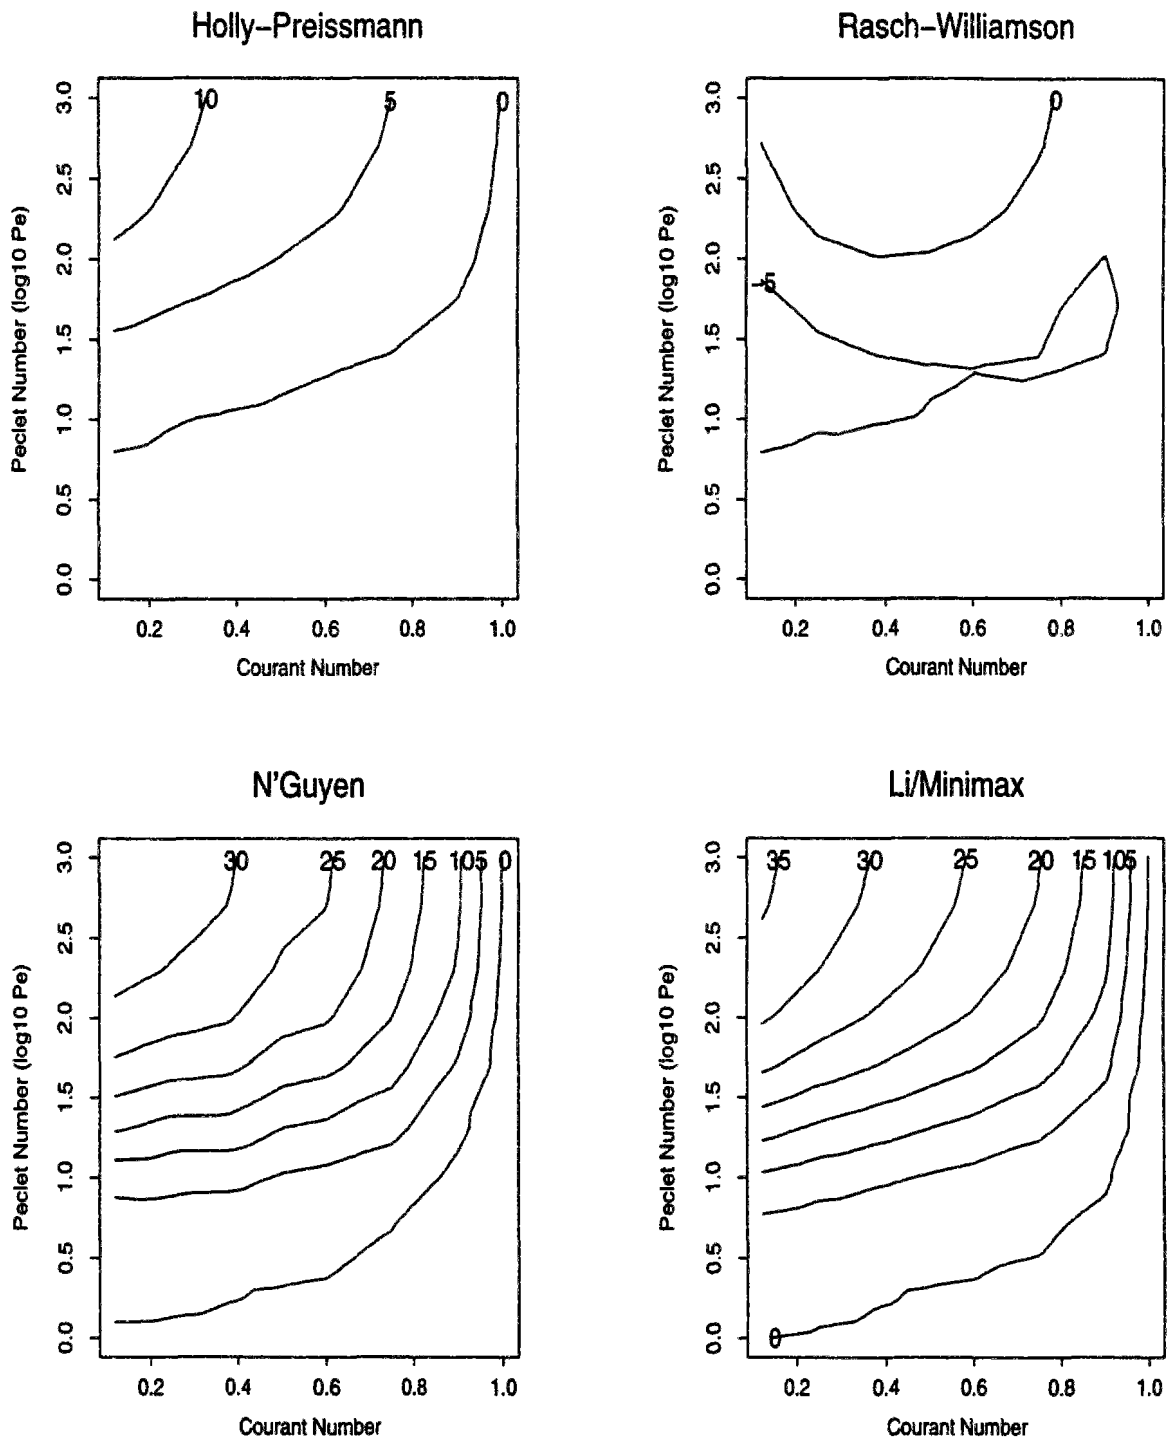 Holly–Preissmann
10 5 0
Peclet Number (log10 Pe)
3.0
2.5
2.0
1.5
1.0
0.5
0.0
0.2 0.4 0.6 0.8 1.0
Courant Number
Rasch–Williamson
0
-5
Peclet Number (log10 Pe)
3.0
2.5
2.0
1.5
1.0
0.5
0.0
0.2 0.4 0.6 0.8 1.0
Courant Number
N'Guyen
30 25 20 15 10 5 0
Peclet Number (log10 Pe)
3.0
2.5
2.0
1.5
1.0
0.5
0.0
0.2 0.4 0.6 0.8 1.0
Courant Number
Li/Minimax
35 30 25 20 15 10 5
0
Peclet Number (log10 Pe)
3.0
2.5
2.0
1.5
1.0
0.5
0.0
0.2 0.4 0.6 0.8 1.0
Courant Number